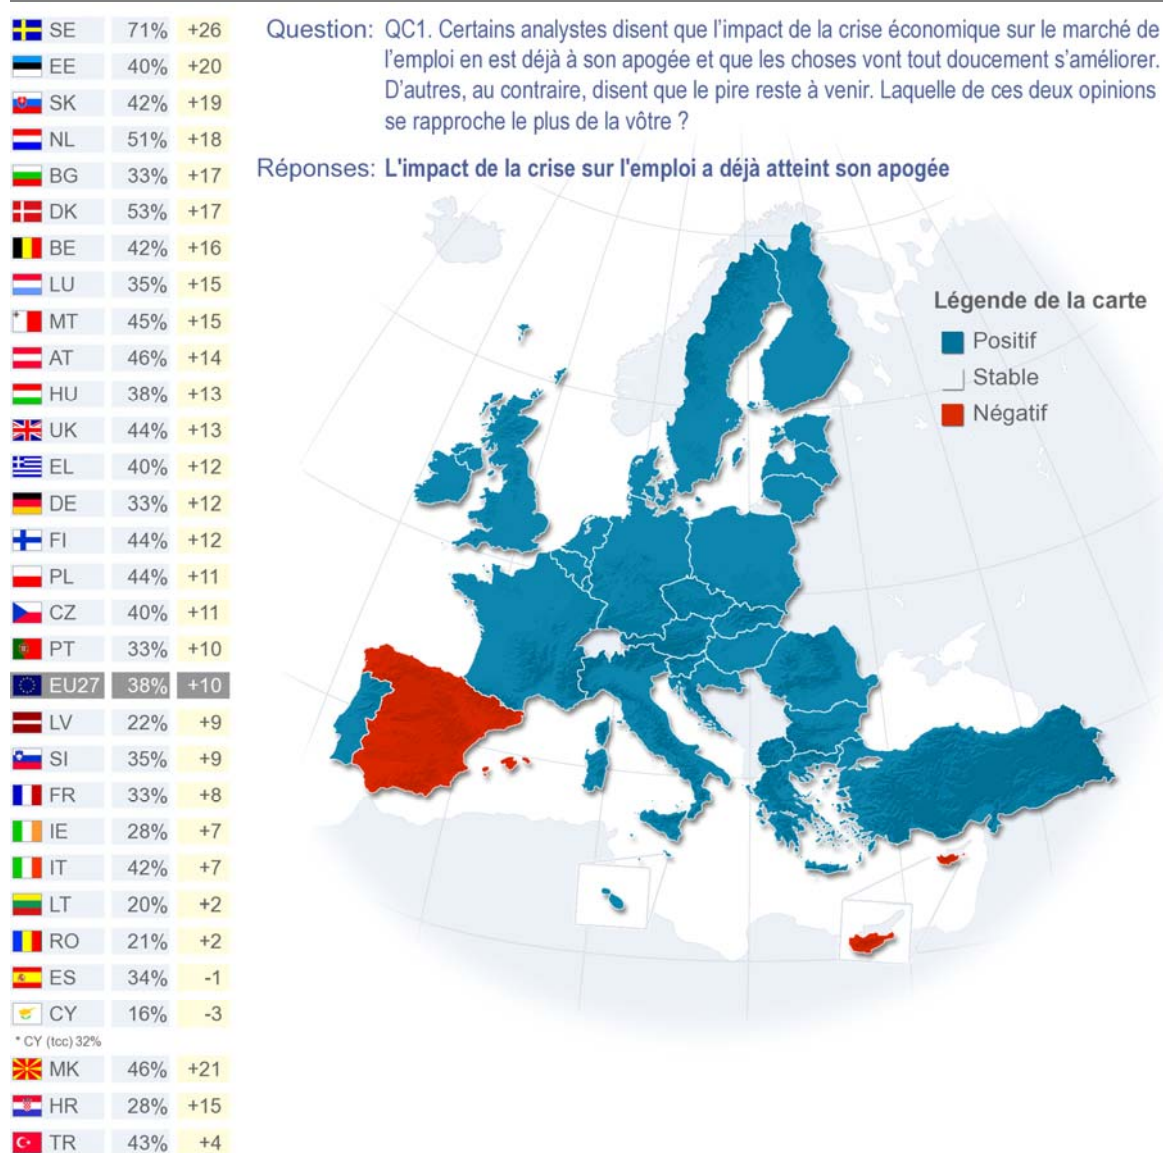 Question: QC1. Certains analystes disent que l'impact de la crise économique sur le marché de
l'emploi en est déjà à son apogée et que les choses vont tout doucement s'améliorer.
D'autres, au contraire, disent que le pire reste à venir. Laquelle de ces deux opinions
se rapproche le plus de la vôtre ?
Réponses: L'impact de la crise sur l'emploi a déjà atteint son apogée
SE 71% +26
EE 40% +20
SK 42% +19
NL 51% +18
BG 33% +17
DK 53% +17
BE 42% +16
LU 35% +15
MT 45% +15
AT 46% +14
HU 38% +13
UK 44% +13
EL 40% +12
DE 33% +12
FI 44% +12
PL 44% +11
CZ 40% +11
PT 33% +10
EU27 38% +10
LV 22% +9
SI 35% +9
FR 33% +8
IE 28% +7
IT 42% +7
LT 20% +2
RO 21% +2
ES 34% -1
CY 16% -3
* CY (tcc) 32%
MK 46% +21
HR 28% +15
TR 43% +4
Légende de la carte
Positif
Stable
Négatif